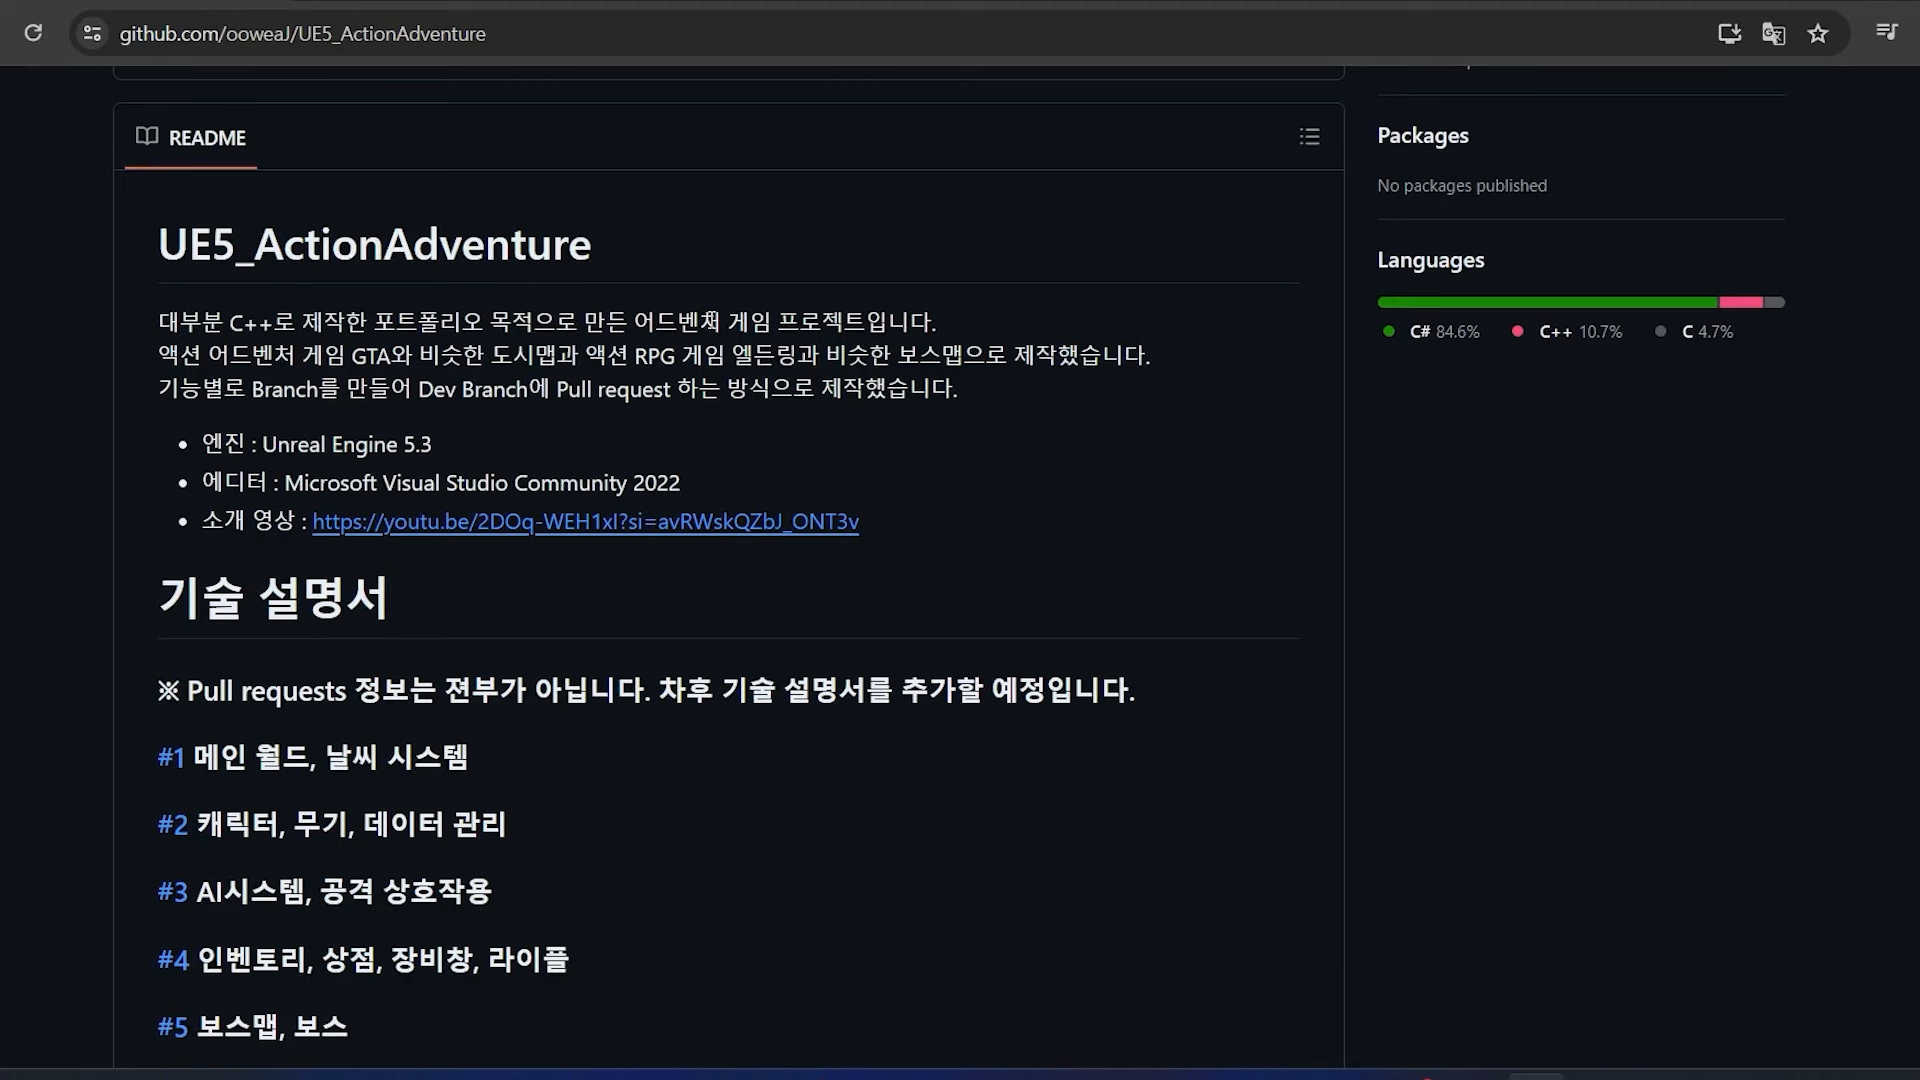 github.com/ooweaJ/UE5_ActionAdventure
README
UE5_ActionAdventure
대부분 C++로 제작한 포트폴리오 목적으로 만든 어드벤쳐 게임 프로젝트입니다.
액션 어드벤처 게임 GTA와 비슷한 도시맵과 액션 RPG 게임 엘든링과 비슷한 보스맵으로 제작했습니다.
기능별로 Branch를 만들어 Dev Branch에 Pull request 하는 방식으로 제작했습니다.
엔진 : Unreal Engine 5.3
에디터 : Microsoft Visual Studio Community 2022
소개 영상 : https://youtu.be/2DOq-WEH1xI?si=avRWskQZbJ_ONT3v
기술 설명서
※ Pull requests 정보는 젼부가 아닙니다. 차후 기술 설명서를 추가할 예정입니다.
#1 메인 월드, 날씨 시스템
#2 캐릭터, 무기, 데이터 관리
#3 AI시스템, 공격 상호작용
#4 인벤토리, 상점, 장비창, 라이플
#5 보스맵, 보스
Packages
No packages published
Languages
C# 84.6% C++ 10.7% C 4.7%